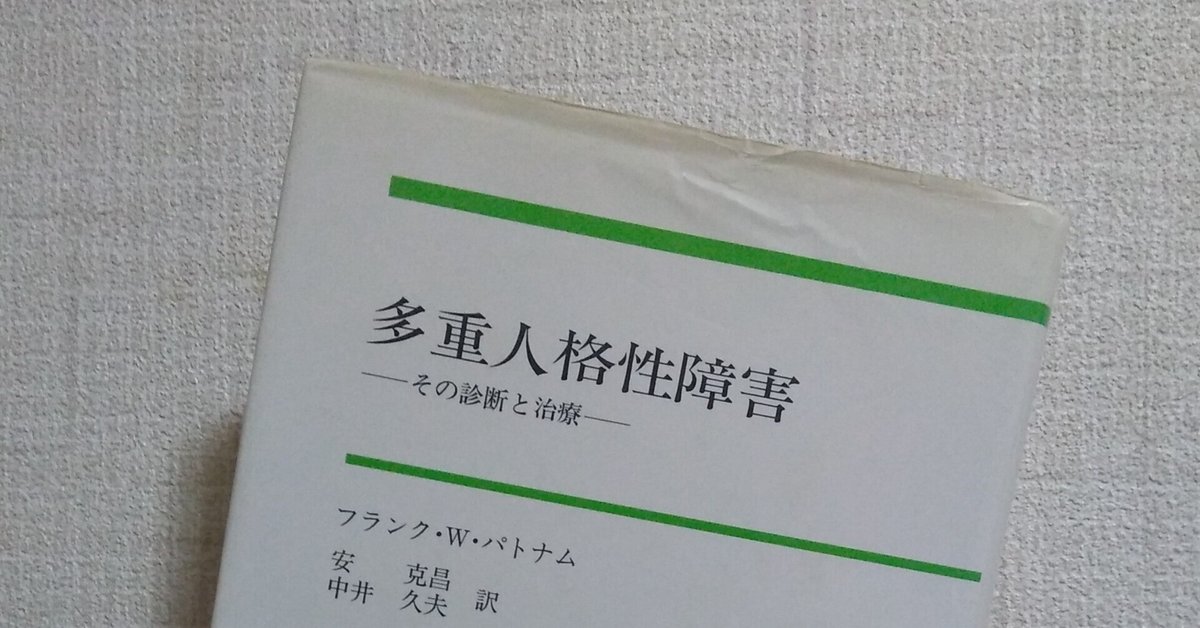 多重人格性障害
──その診断と治療──
フランク・W・パトナム
安　克昌
中井　久夫　訳